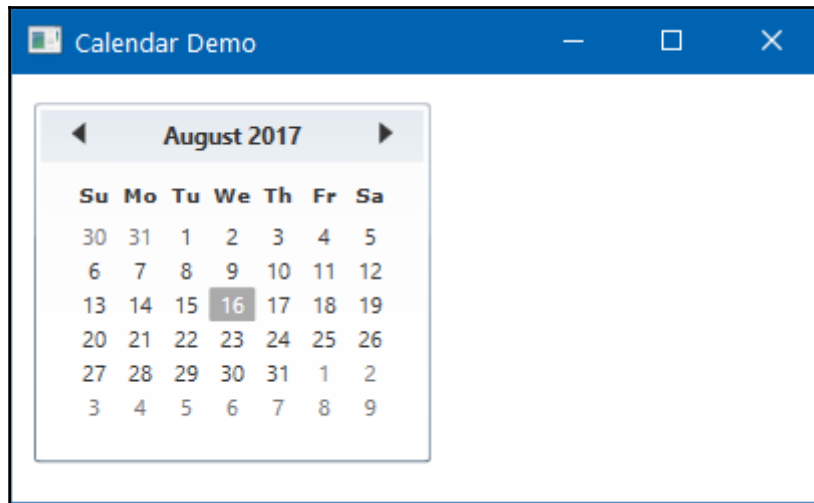 Calendar Demo
August 2017
Su Mo Tu We Th Fr Sa
30 31 1 2 3 4 5
6 7 8 9 10 11 12
13 14 15 16 17 18 19
20 21 22 23 24 25 26
27 28 29 30 31 1 2
3 4 5 6 7 8 9